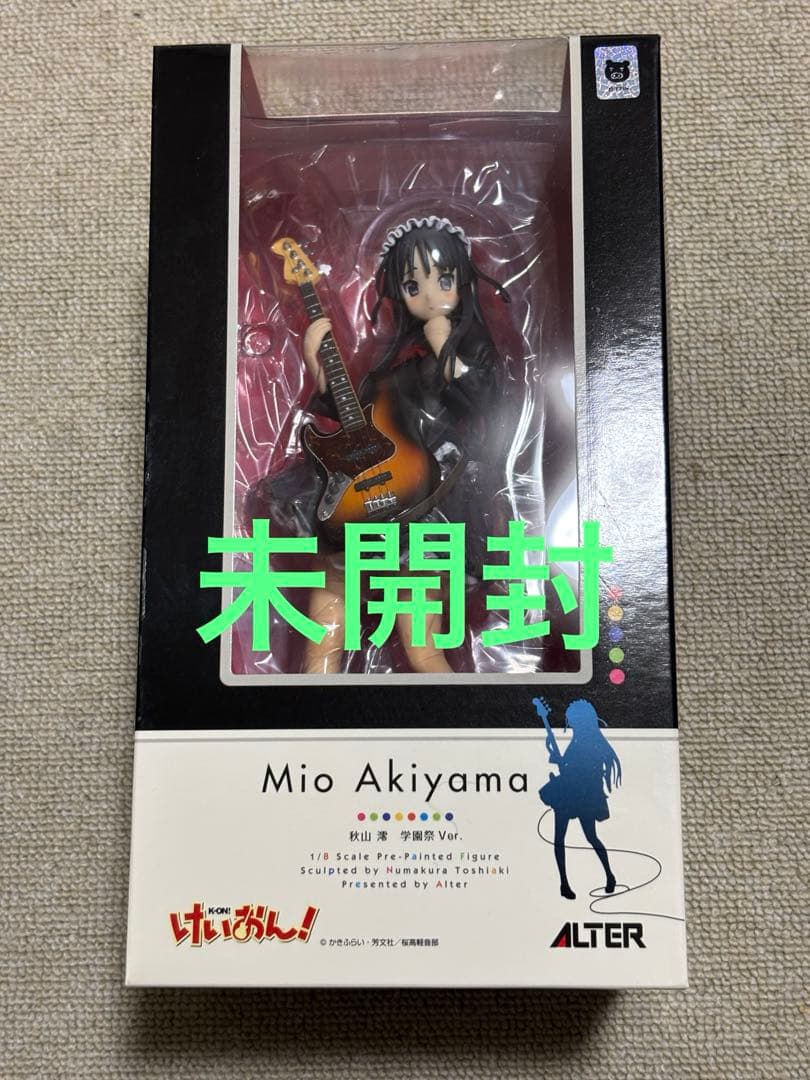 未開封
Mio Akiyama
秋山 澪 学園祭 Ver.
1/8 Scale Pre-Painted Figure
Sculpted by Numakura Toshiaki
Presented by Alter
K-ON!
けいおん!
© かきふらい・芳文社／桜高軽音部
ALTER